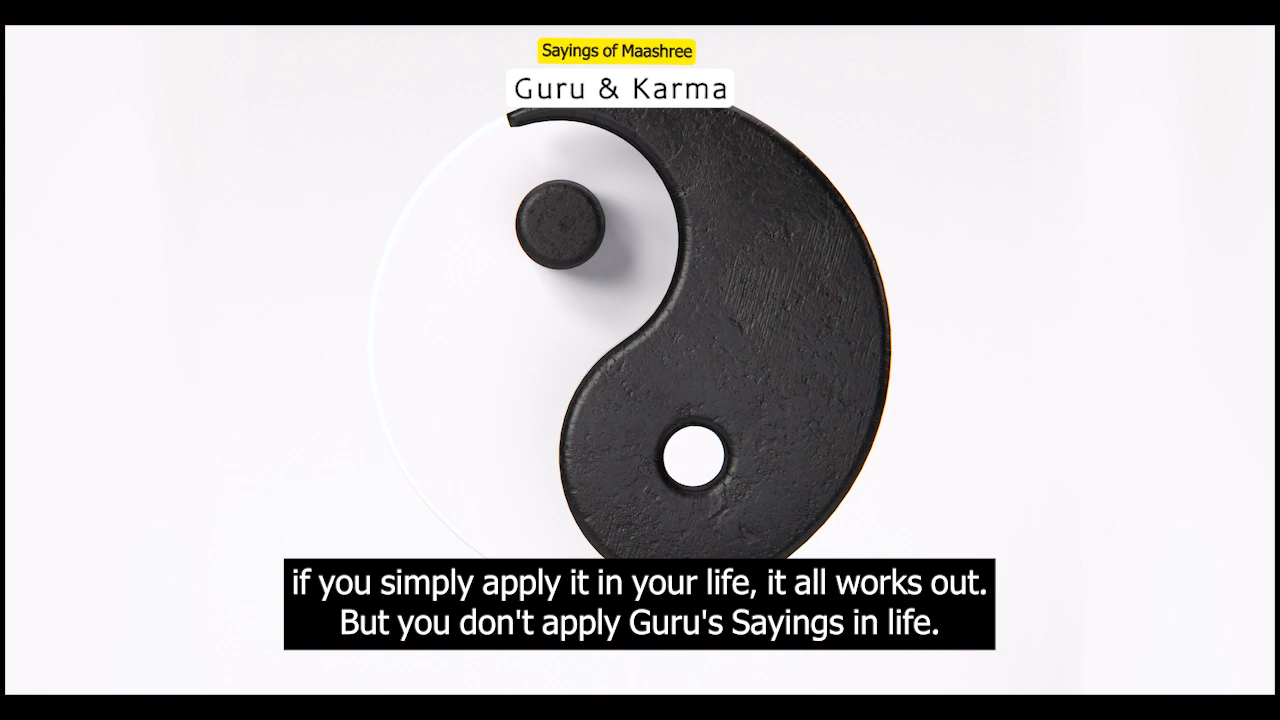 Sayings of Maashree
Guru & Karma
if you simply apply it in your life, it all works out.
But you don't apply Guru's Sayings in life.